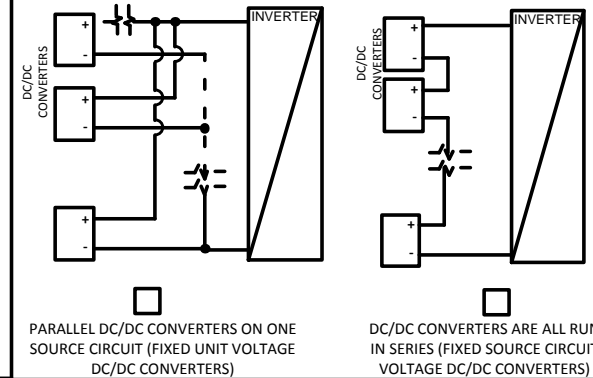 INVERTER
DC/DC
CONVERTERS
+
-
+
-
+
-
PARALLEL DC/DC CONVERTERS ON ONE
SOURCE CIRCUIT (FIXED UNIT VOLTAGE
DC/DC CONVERTERS)
INVERTER
DC/DC
CONVERTERS
+
-
+
-
+
-
DC/DC CONVERTERS ARE ALL RUN
IN SERIES (FIXED SOURCE CIRCUIT
VOLTAGE DC/DC CONVERTERS)